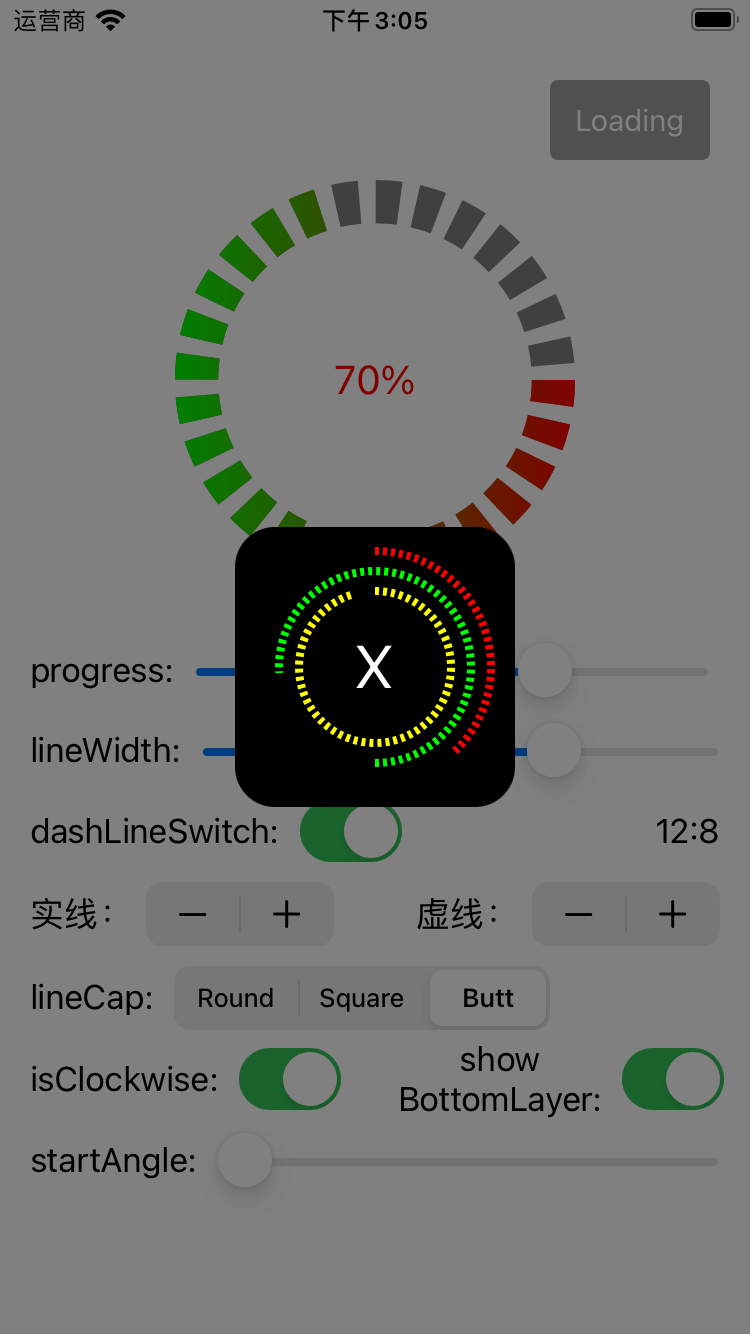 运营商 下午3:05
Loading
70%
X
progress:
lineWidth:
dashLineSwitch: 12:8
实线: 虚线:
lineCap: Round Square Butt
isClockwise: show
BottomLayer:
startAngle: